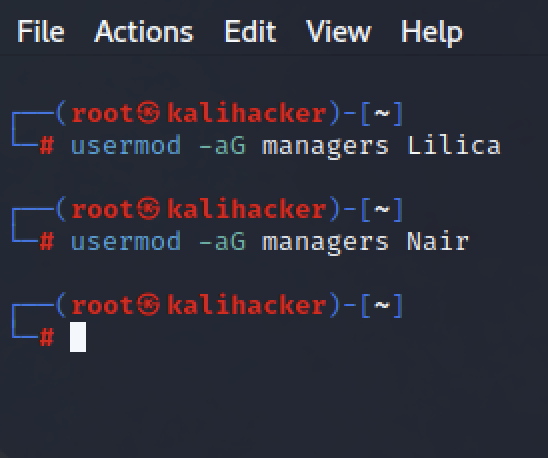 File Actions Edit View Help
┌──(root㉿kalihacker)-[~]
└─# usermod -aG managers Lilica
┌──(root㉿kalihacker)-[~]
└─# usermod -aG managers Nair
┌──(root㉿kalihacker)-[~]
└─#